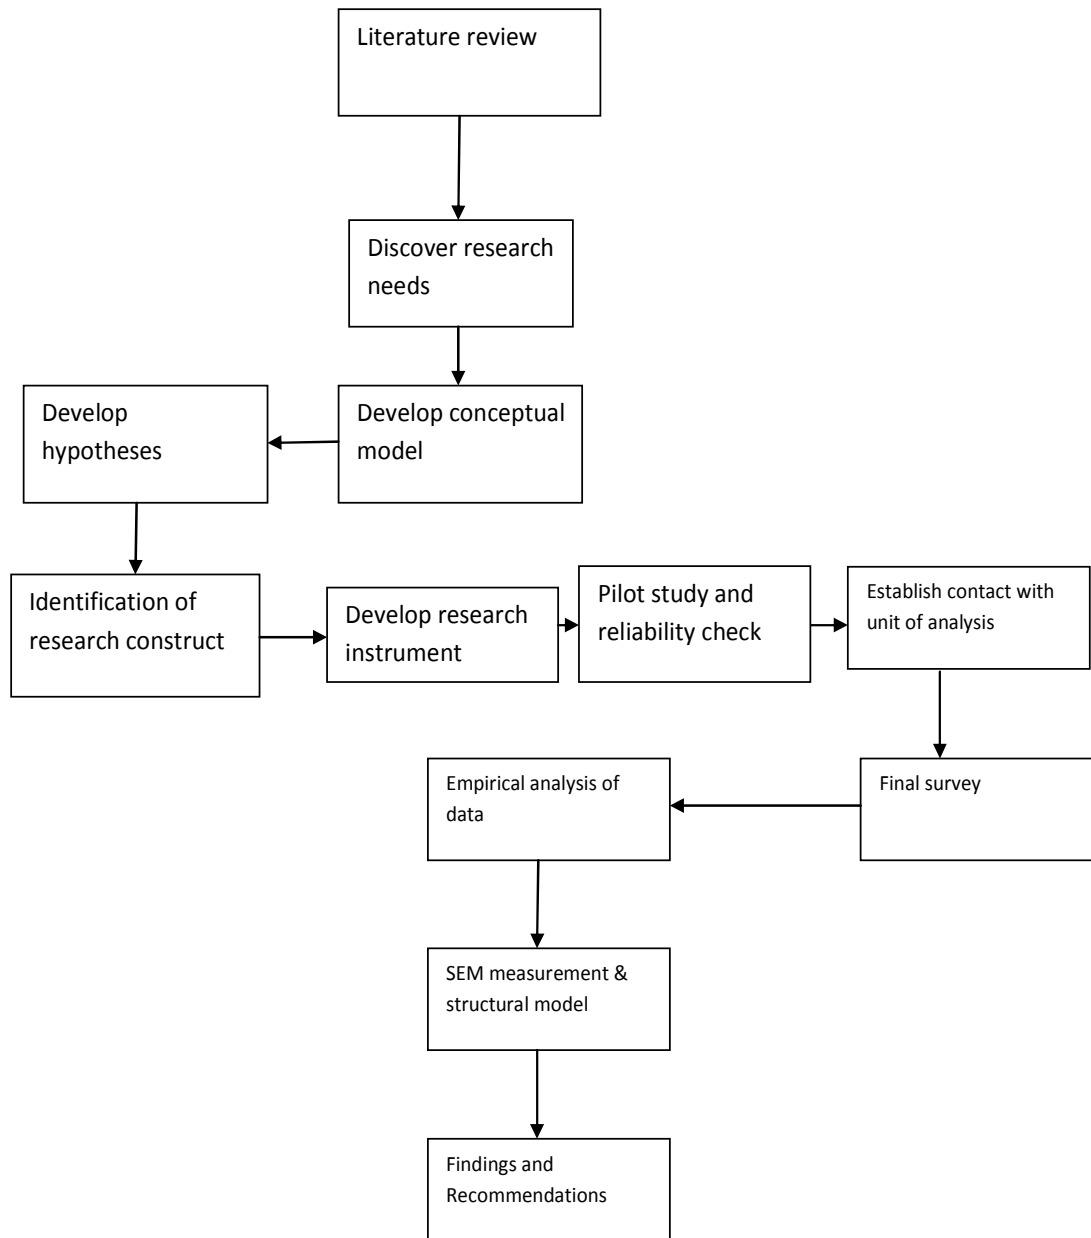 Literature review
Discover research
needs
Develop conceptual
model
Develop
hypotheses
Identification of
research construct
Develop research
instrument
Pilot study and
reliability check
Establish contact with
unit of analysis
Final survey
Empirical analysis of
data
SEM measurement &
structural model
Findings and
Recommendations